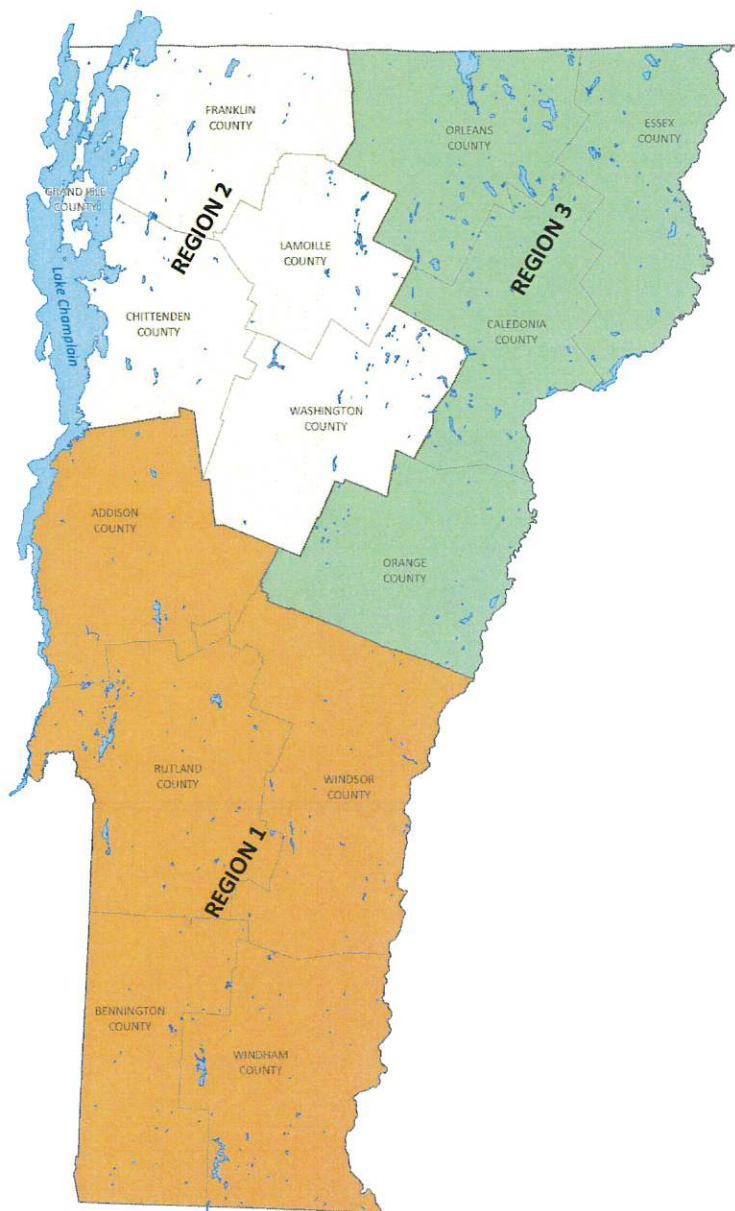 FRANKLIN
COUNTY
ORLEANS
COUNTY
ESSEX
COUNTY
GRAND ISLE
COUNTY
REGION 2
REGION 3
LAMOILLE
COUNTY
Lake Champlain
CHITTENDEN
COUNTY
CALEDONIA
COUNTY
WASHINGTON
COUNTY
ADDISON
COUNTY
ORANGE
COUNTY
RUTLAND
COUNTY
WINDSOR
COUNTY
REGION 1
BENNINGTON
COUNTY
WINDHAM
COUNTY